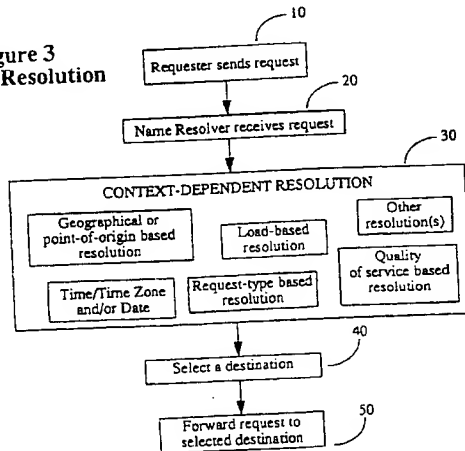 10
gure 3
Resolution
Requester sends request
20
Name Resolver receives request
30
CONTEXT-DEPENDENT RESOLUTION
Geographical or
point-of-origin based
resolution
Load-based
resolution
Other
resolution(s)
Time/Time Zone
and/or Date
Request-type based
resolution
Quality
of service based
resolution
40
Select a destination
50
Forward request to
selected destination